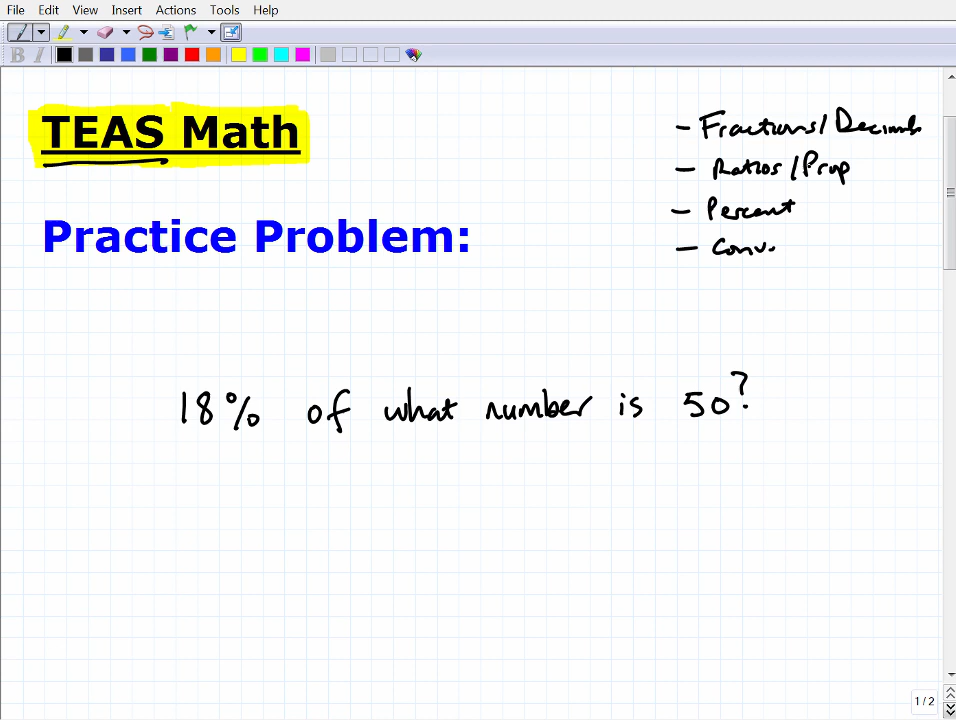 File Edit View Insert Actions Tools Help
B I
TEAS Math
- Fractions/Decimals
- Ratios/Prop
- Percent
- Conv.
Practice Problem:
18% of what number is 50?
1 / 2